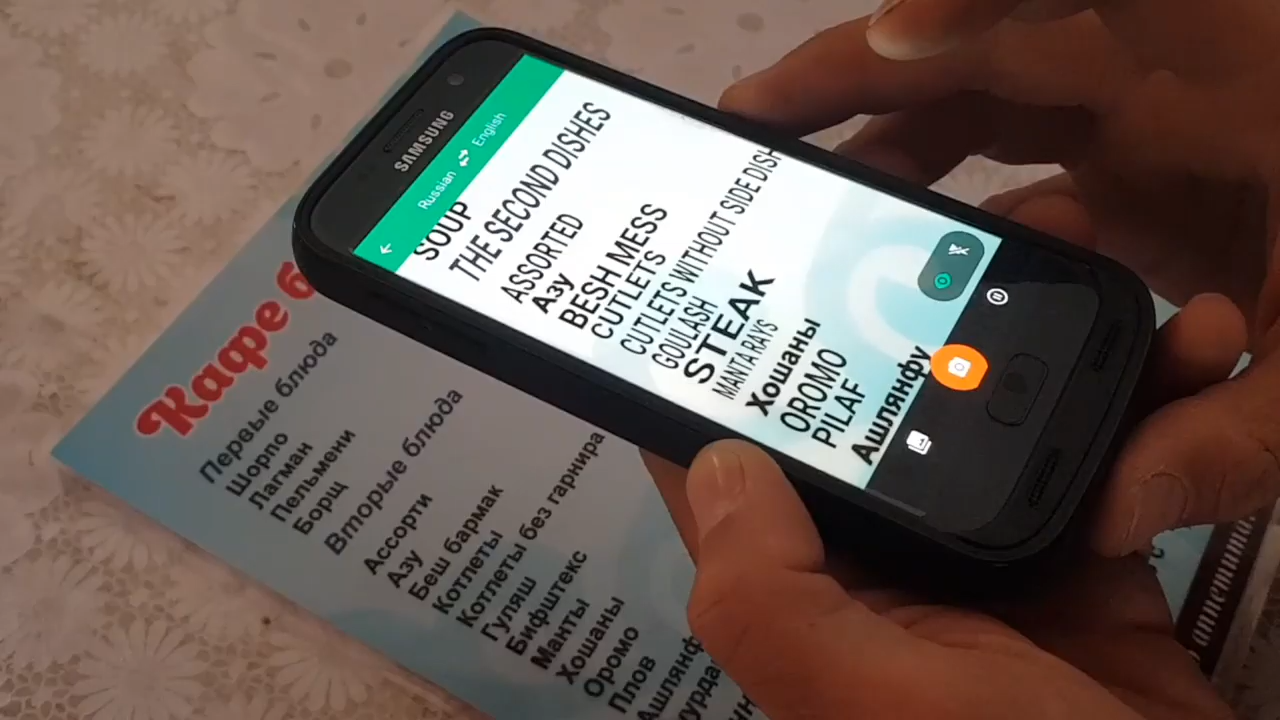 SAMSUNG
Russian English
SOUP
THE SECOND DISHES
ASSORTED
Азу
BESH MESS
CUTLETS
CUTLETS WITHOUT SIDE DISH
GOULASH
STEAK
MANTA RAYS
Хошаны
OROMO
PILAF
Ашлянфу
Кафе
Первые блюда
Шорпо
Лагман
Пельмени
Борщ
Вторые блюда
Ассорти
Азу
Беш бармак
Котлеты
Котлеты без гарнира
Гуляш
Бифштекс
Манты
Хошаны
Оромо
Плов